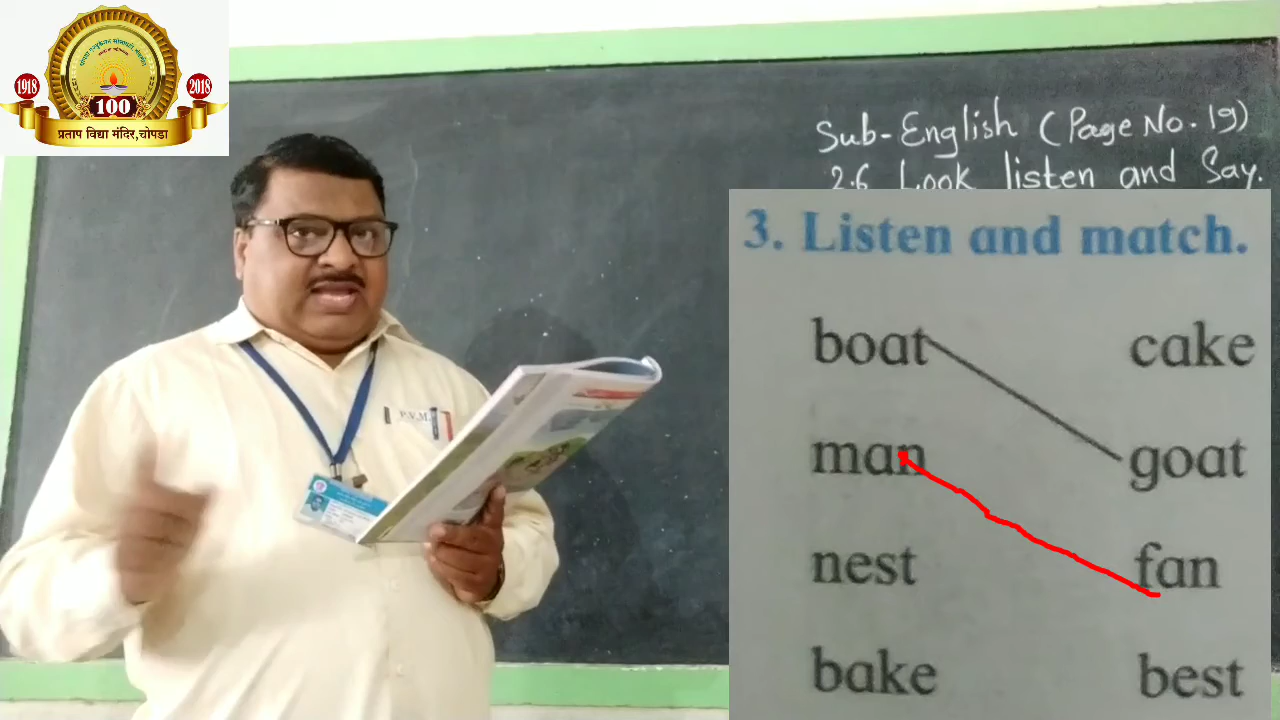 1918
2018
100
प्रताप विद्या मंदिर,चोपडा
Sub-English (Page No. 19)
2.6 Look listen and Say.
3. Listen and match.
boat cake
man goat
nest fan
bake best
P.V.M.